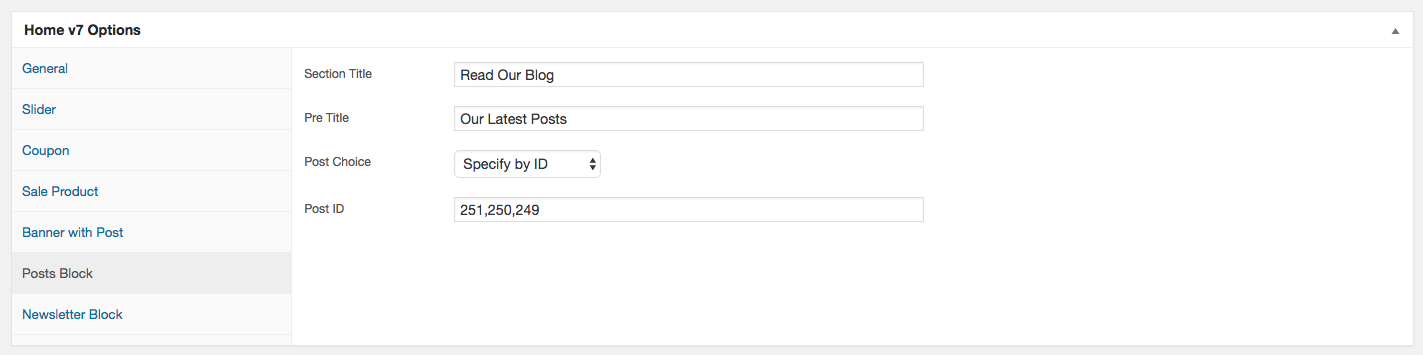 Home v7 Options
General
Slider
Coupon
Sale Product
Banner with Post
Posts Block
Newsletter Block
Section Title
Read Our Blog
Pre Title
Our Latest Posts
Post Choice
Specify by ID
Post ID
251,250,249